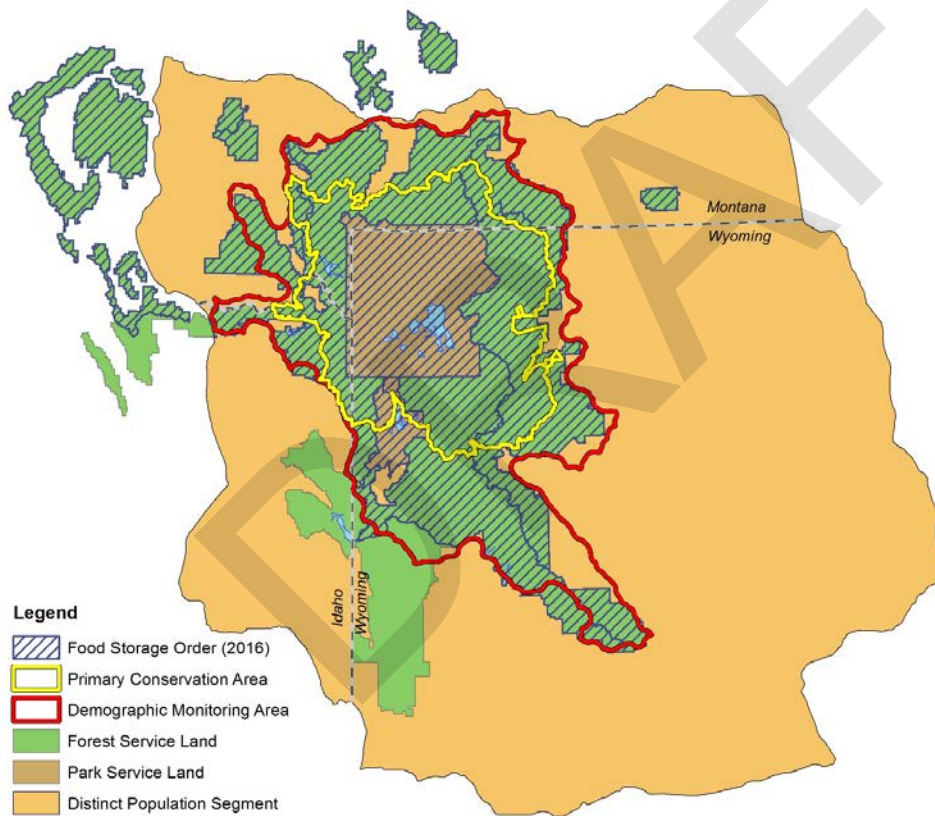 DRAFT
Montana
Wyoming
Idaho
Wyoming
Legend
Food Storage Order (2016)
Primary Conservation Area
Demographic Monitoring Area
Forest Service Land
Park Service Land
Distinct Population Segment